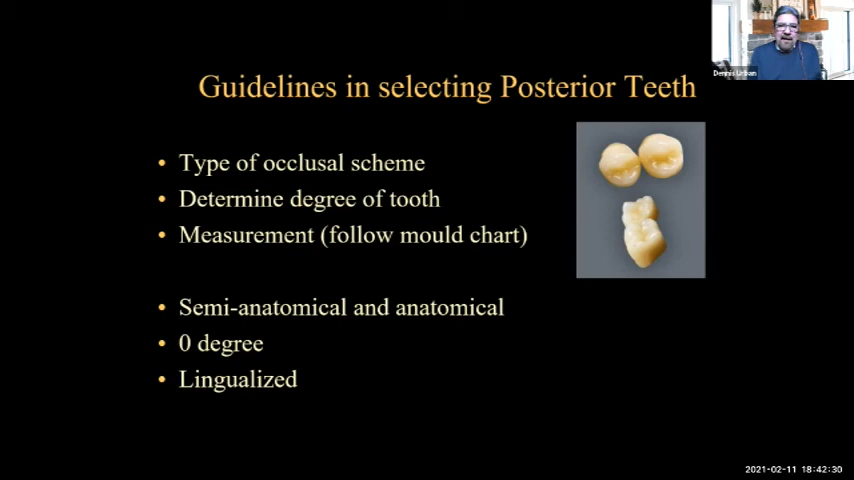 Dennis Urban
Guidelines in selecting Posterior Teeth
• Type of occlusal scheme
• Determine degree of tooth
• Measurement (follow mould chart)
• Semi-anatomical and anatomical
• 0 degree
• Lingualized
2021-02-11 18:42:30